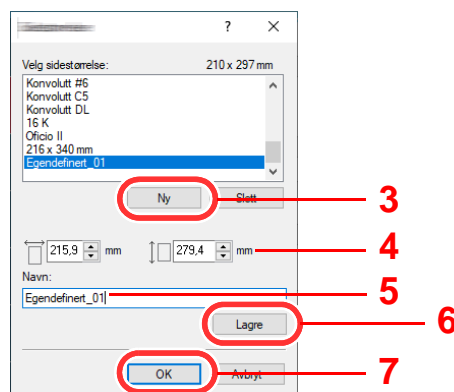 ?
Velg sidestørrelse: 210 x 297 mm
Konvolutt #6
Konvolutt C5
Konvolutt DL
16 K
Oficio II
216 x 340 mm
Egendefinert_01
Ny Slett 3
215,9 mm 279,4 mm 4
Navn:
Egendefinert_01 5
Lagre 6
OK Avbryt 7